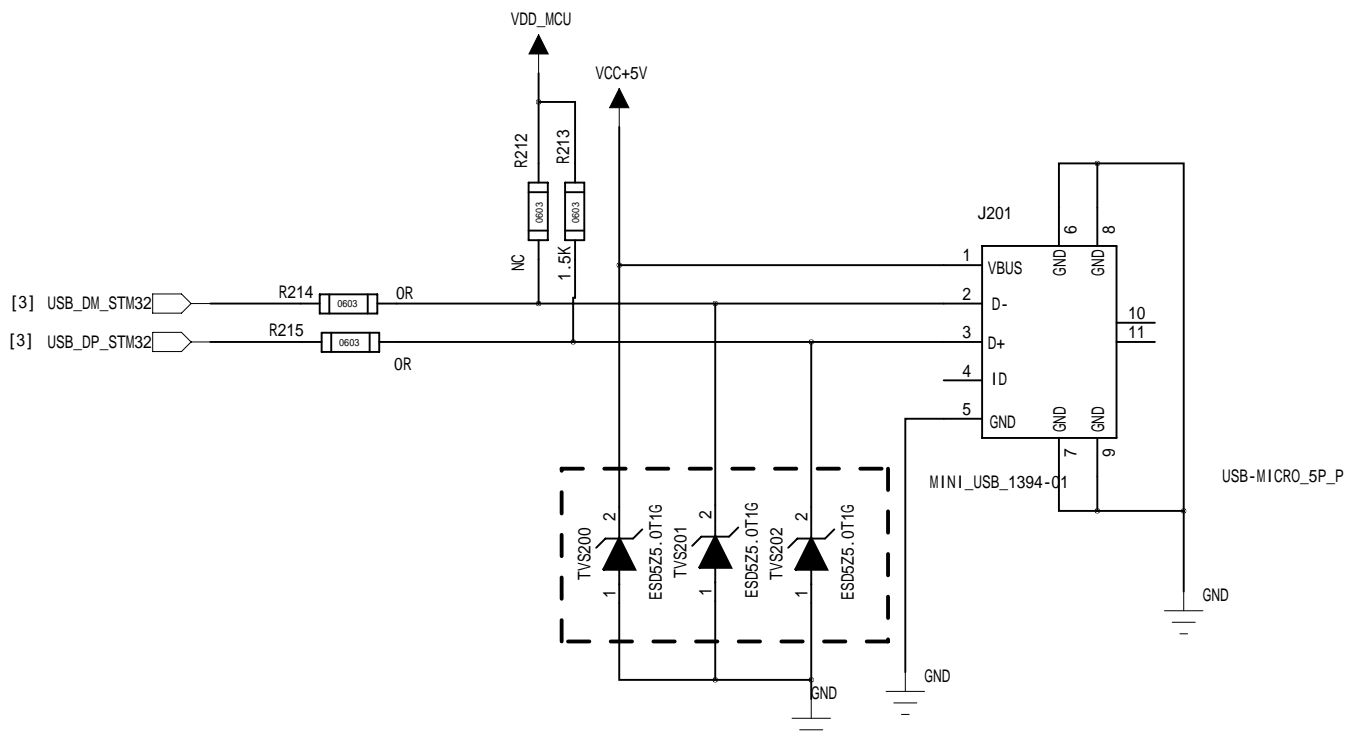 VDD_MCU
VCC+5V
R212
R213
0603
0603
NC
1.5K
J201
6
8
GND
GND
1
VBUS
[3] USB_DM_STM32
R214
0603
0R
2
D-
10
[3] USB_DP_STM32
R215
0603
0R
3
D+
11
4
ID
5
GND
GND
GND
7
9
MINI_USB_1394-01
USB-MICRO_5P_P
TVS200
2
1
ESD5Z5.0T1G
TVS201
2
1
ESD5Z5.0T1G
TVS202
2
1
ESD5Z5.0T1G
GND
GND
GND